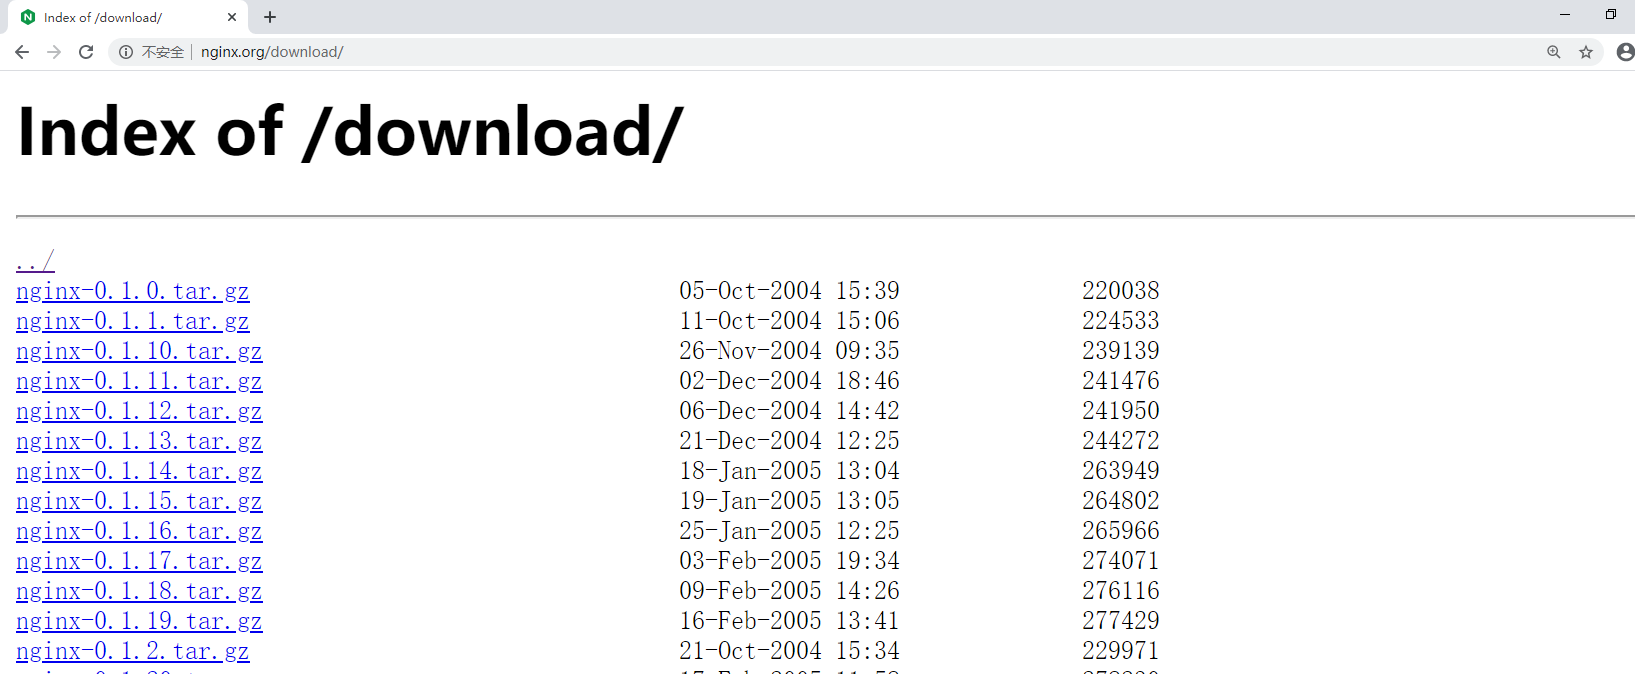 Index of /download/
不安全 nginx.org/download/
Index of /download/
../
nginx-0.1.0.tar.gz 05-Oct-2004 15:39 220038
nginx-0.1.1.tar.gz 11-Oct-2004 15:06 224533
nginx-0.1.10.tar.gz 26-Nov-2004 09:35 239139
nginx-0.1.11.tar.gz 02-Dec-2004 18:46 241476
nginx-0.1.12.tar.gz 06-Dec-2004 14:42 241950
nginx-0.1.13.tar.gz 21-Dec-2004 12:25 244272
nginx-0.1.14.tar.gz 18-Jan-2005 13:04 263949
nginx-0.1.15.tar.gz 19-Jan-2005 13:05 264802
nginx-0.1.16.tar.gz 25-Jan-2005 12:25 265966
nginx-0.1.17.tar.gz 03-Feb-2005 19:34 274071
nginx-0.1.18.tar.gz 09-Feb-2005 14:26 276116
nginx-0.1.19.tar.gz 16-Feb-2005 13:41 277429
nginx-0.1.2.tar.gz 21-Oct-2004 15:34 229971